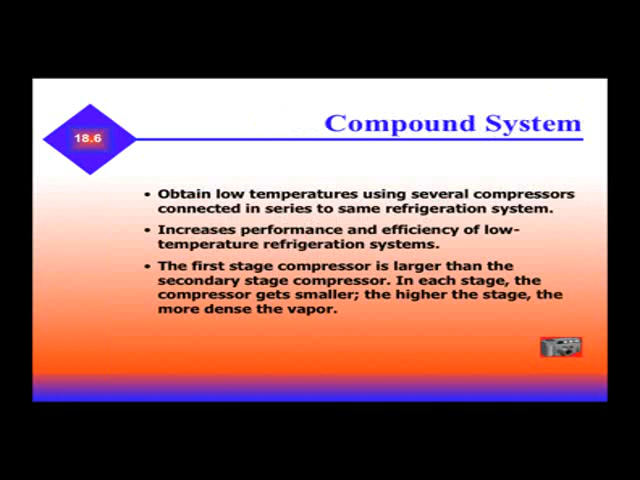 Compound System
18.6
• Obtain low temperatures using several compressors
connected in series to same refrigeration system.
• Increases performance and efficiency of low-
temperature refrigeration systems.
• The first stage compressor is larger than the
secondary stage compressor. In each stage, the
compressor gets smaller; the higher the stage, the
more dense the vapor.